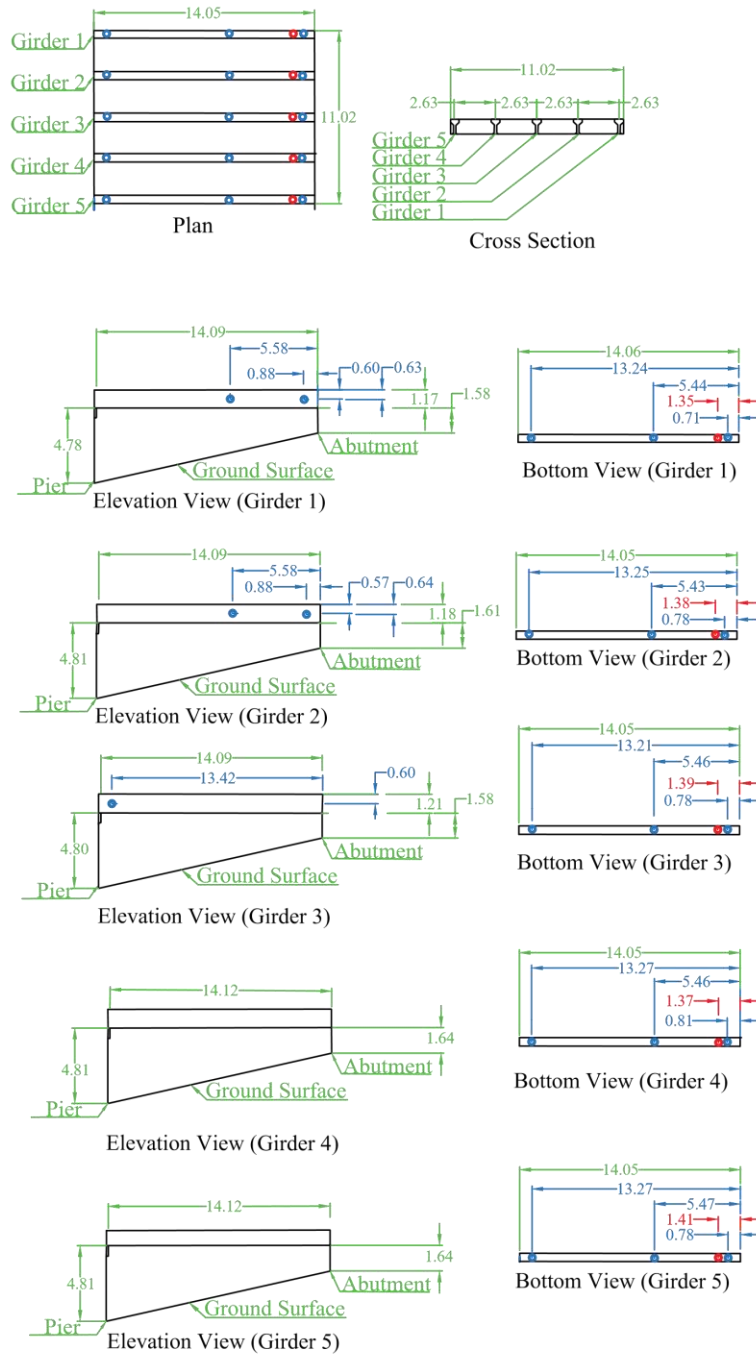 14.05
Girder 1
Girder 2
Girder 3
Girder 4
Girder 5
11.02
Plan
11.02
2.63 2.63 2.63 2.63
Girder 5
Girder 4
Girder 3
Girder 2
Girder 1
Cross Section
14.09
5.58
0.88
0.60
0.63
1.17
1.58
4.78
Pier
Ground Surface
Abutment
Elevation View (Girder 1)
14.06
13.24
5.44
1.35
0.71
Bottom View (Girder 1)
14.09
5.58
0.88
0.57
0.64
1.18
1.61
4.81
Pier
Ground Surface
Abutment
Elevation View (Girder 2)
14.05
13.25
5.43
1.38
0.78
Bottom View (Girder 2)
14.09
13.42
0.60
1.21
1.58
4.80
Pier
Ground Surface
Abutment
Elevation View (Girder 3)
14.05
13.21
5.46
1.39
0.78
Bottom View (Girder 3)
14.12
4.81
1.64
Pier
Ground Surface
Abutment
Elevation View (Girder 4)
14.05
13.27
5.46
1.37
0.81
Bottom View (Girder 4)
14.12
4.81
1.64
Pier
Ground Surface
Abutment
Elevation View (Girder 5)
14.05
13.27
5.47
1.41
0.78
Bottom View (Girder 5)